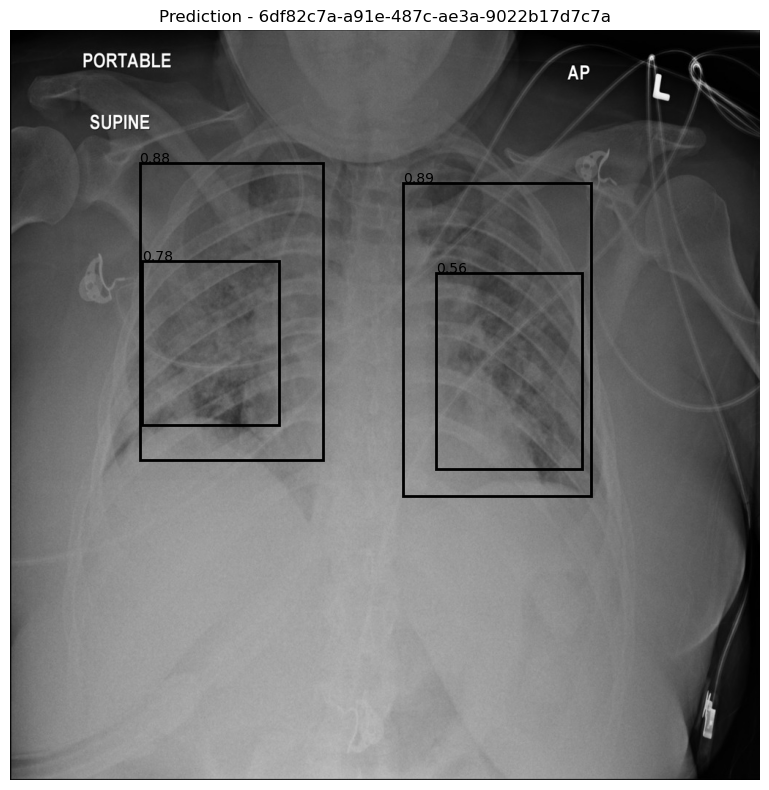 Prediction - 6df82c7a-a91e-487c-ae3a-9022b17d7c7a
PORTABLE
AP
L
SUPINE
0.88
0.89
0.78
0.56